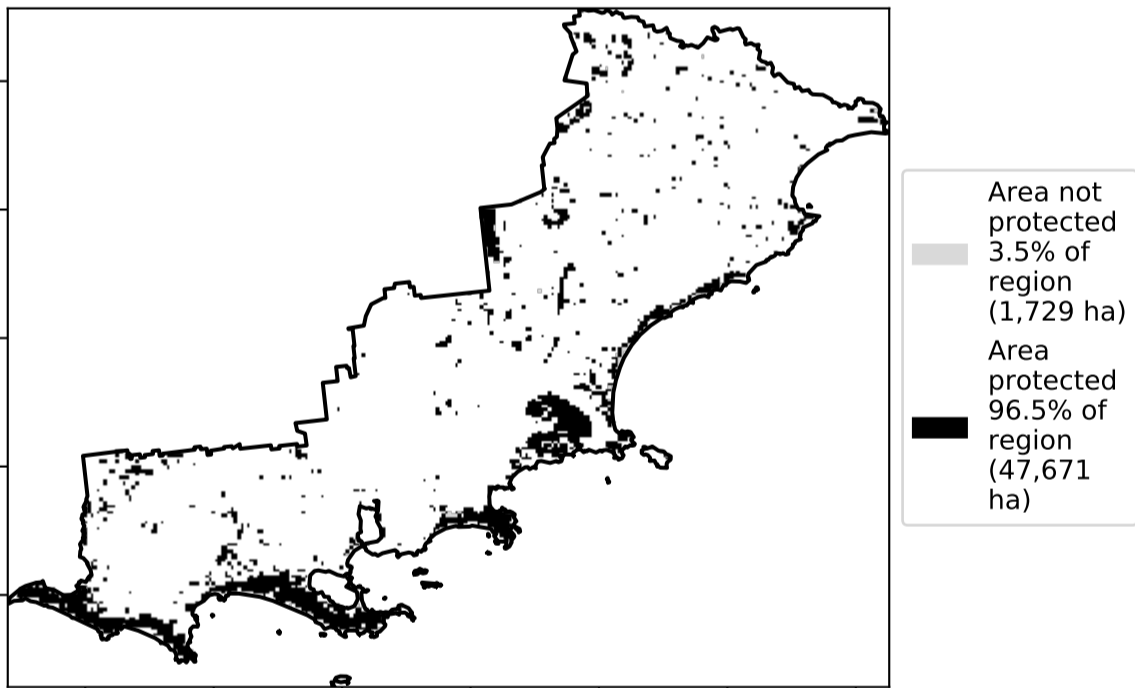 Area not
protected
3.5% of
region
(1,729 ha)
Area
protected
96.5% of
region
(47,671
ha)